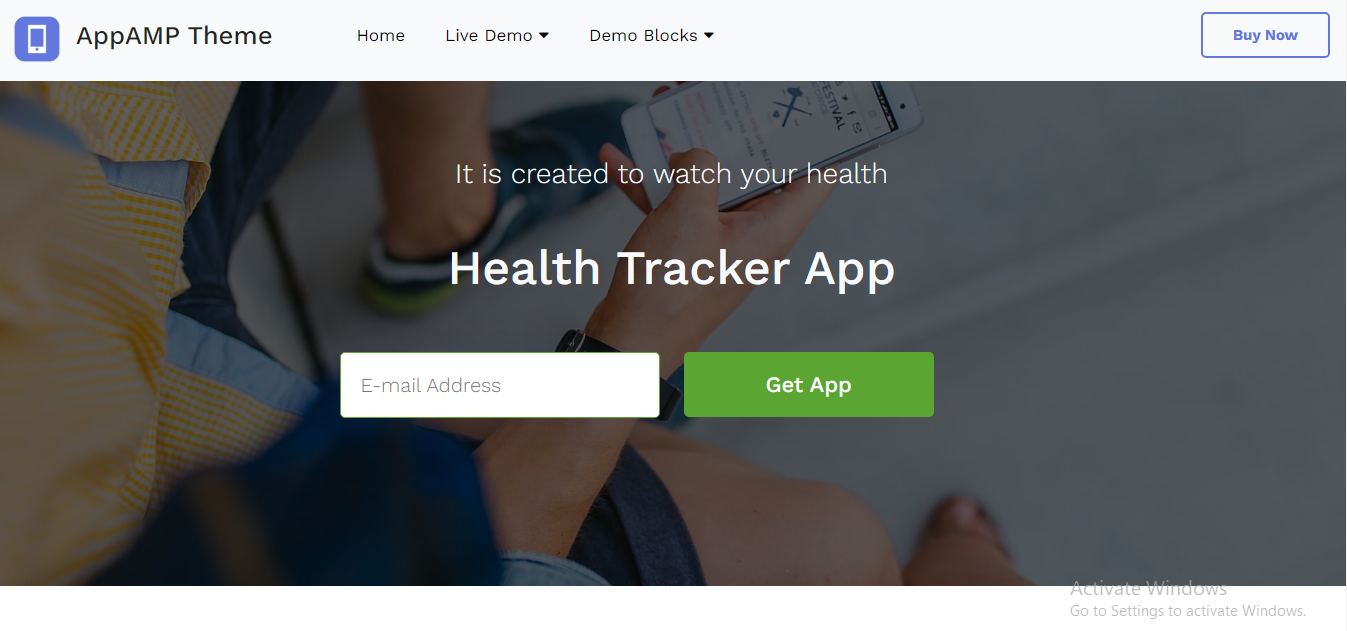 AppAMP Theme
Home
Live Demo
Demo Blocks
Buy Now
FESTIVAL
It is created to watch your health
Health Tracker App
E-mail Address
Get App
Activate Windows
Go to Settings to activate Windows.